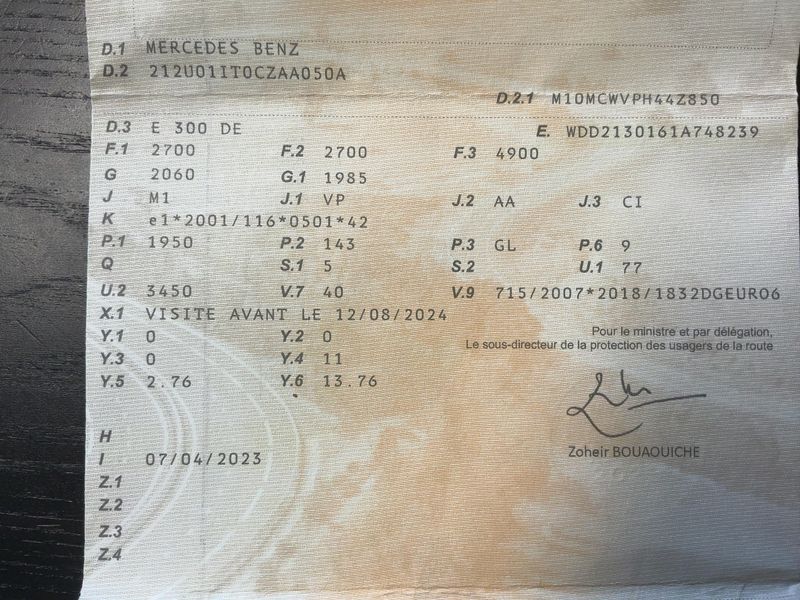 D.1 MERCEDES BENZ
D.2 212U01IT0CZAA050A
D.2.1 M10MCWVPH44Z850
D.3 E 300 DE
E. WDD2130161A748239
F.1 2700 F.2 2700 F.3 4900
G 2060 G.1 1985
J M1 J.1 VP J.2 AA J.3 CI
K e1*2001/116*0501*42
P.1 1950 P.2 143 P.3 GL P.6 9
Q S.1 5 S.2 U.1 77
U.2 3450 V.7 40 V.9 715/2007*2018/1832DGEURO6
X.1 VISITE AVANT LE 12/08/2024
Y.1 0 Y.2 0
Pour le ministre et par délégation,
Le sous-directeur de la protection des usagers de la route
Y.3 0 Y.4 11
Y.5 2.76 Y.6 13.76
H
Zoheir BOUAOUICHE
I 07/04/2023
Z.1
Z.2
Z.3
Z.4